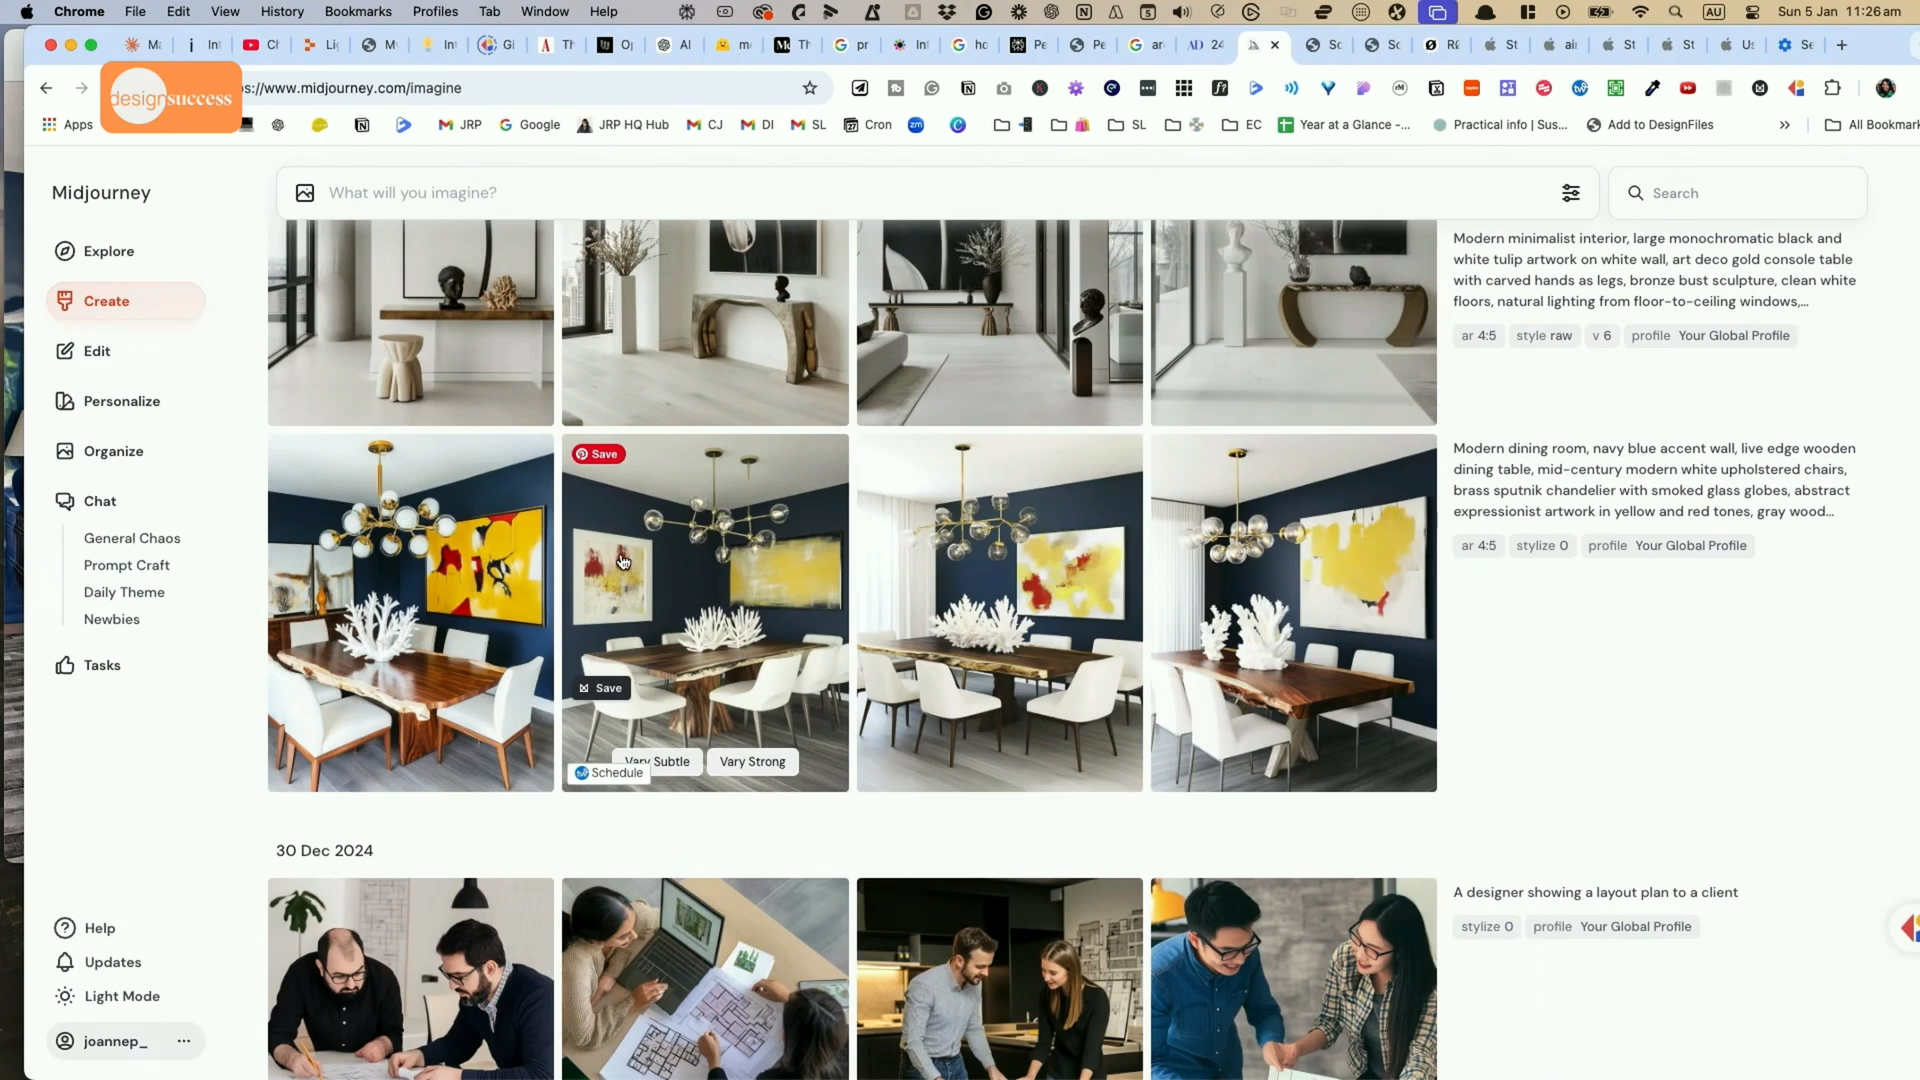 Chrome File Edit View History Bookmarks Profiles Tab Window Help
AU Sun 5 Jan 11:26 am
designsuccess
https://www.midjourney.com/imagine
Apps JRP Google JRP HQ Hub CJ DI SL Cron SL EC Year at a Glance -... Practical info | Sus... Add to DesignFiles All Bookmark
Midjourney
What will you imagine?
Search
Explore
Create
Edit
Personalize
Organize
Chat
General Chaos
Prompt Craft
Daily Theme
Newbies
Tasks
Help
Updates
Light Mode
joannep_
Modern minimalist interior, large monochromatic black and
white tulip artwork on white wall, art deco gold console table
with carved hands as legs, bronze bust sculpture, clean white
floors, natural lighting from floor-to-ceiling windows,...
ar 4:5 style raw v 6 profile Your Global Profile
Save
Save
Vary Subtle Vary Strong
Schedule
Modern dining room, navy blue accent wall, live edge wooden
dining table, mid-century modern white upholstered chairs,
brass sputnik chandelier with smoked glass globes, abstract
expressionist artwork in yellow and red tones, gray wood...
ar 4:5 stylize 0 profile Your Global Profile
30 Dec 2024
A designer showing a layout plan to a client
stylize 0 profile Your Global Profile